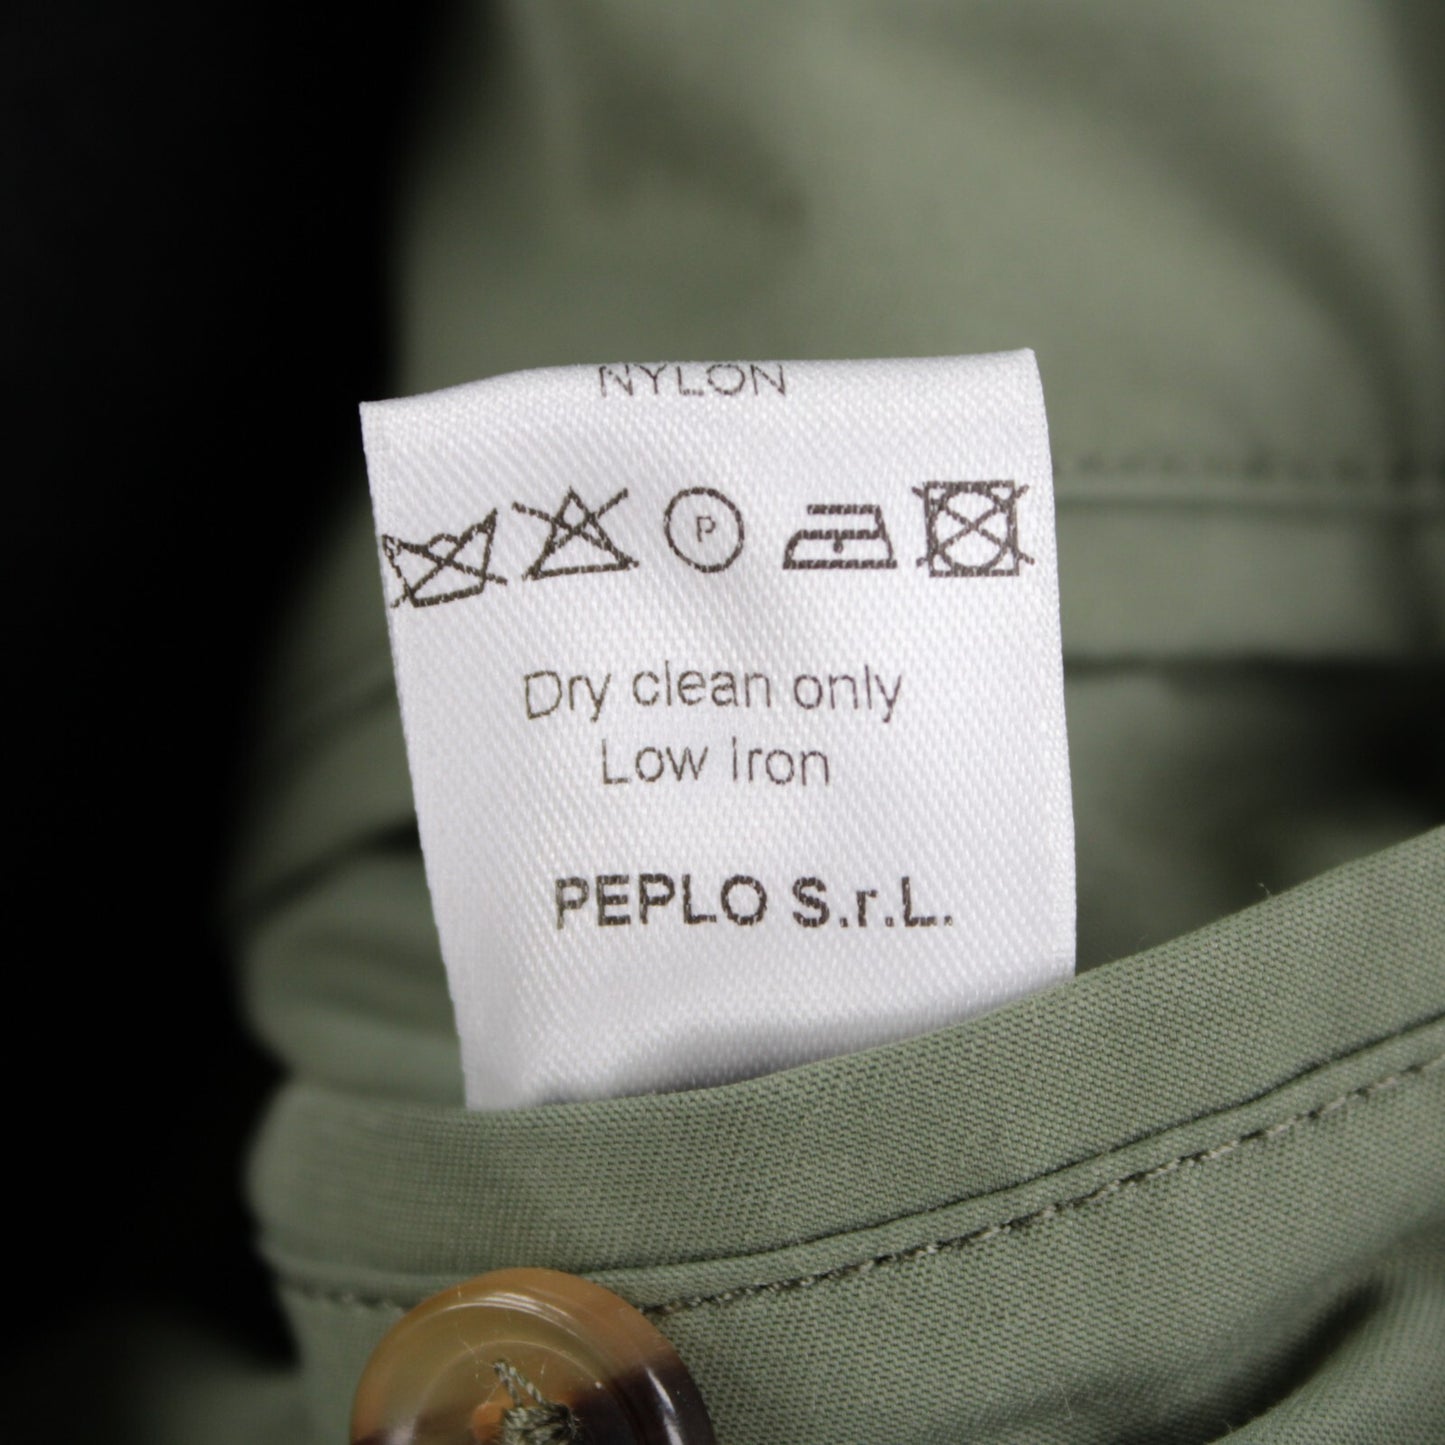 NYLON
P
Dry clean only
Low Iron
PEPLO S.r.L.